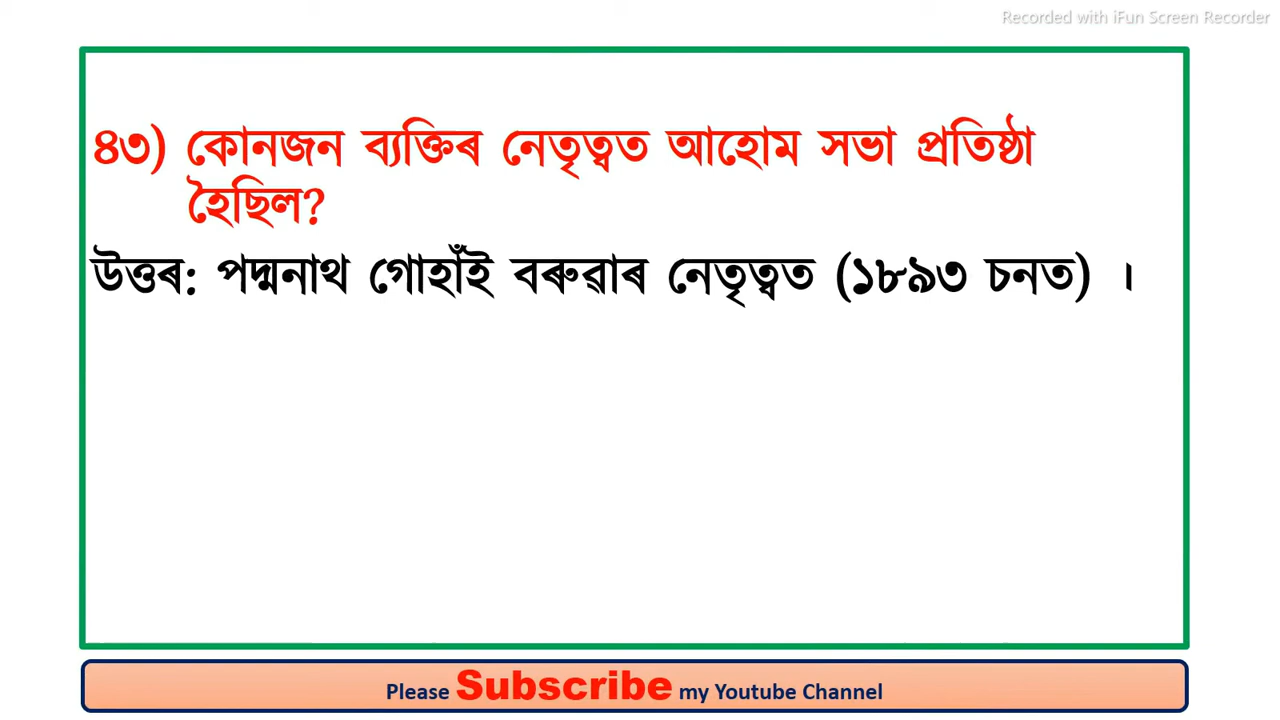 Recorded with iFun Screen Recorder
৪৩) কোনজন ব্যক্তিৰ নেতৃত্বত আহোম সভা প্ৰতিষ্ঠা
হৈছিল?
উত্তৰ: পদ্মনাথ গোহাঁই বৰুৱাৰ নেতৃত্বত (১৮৯৩ চনত) ।
Please Subscribe my Youtube Channel